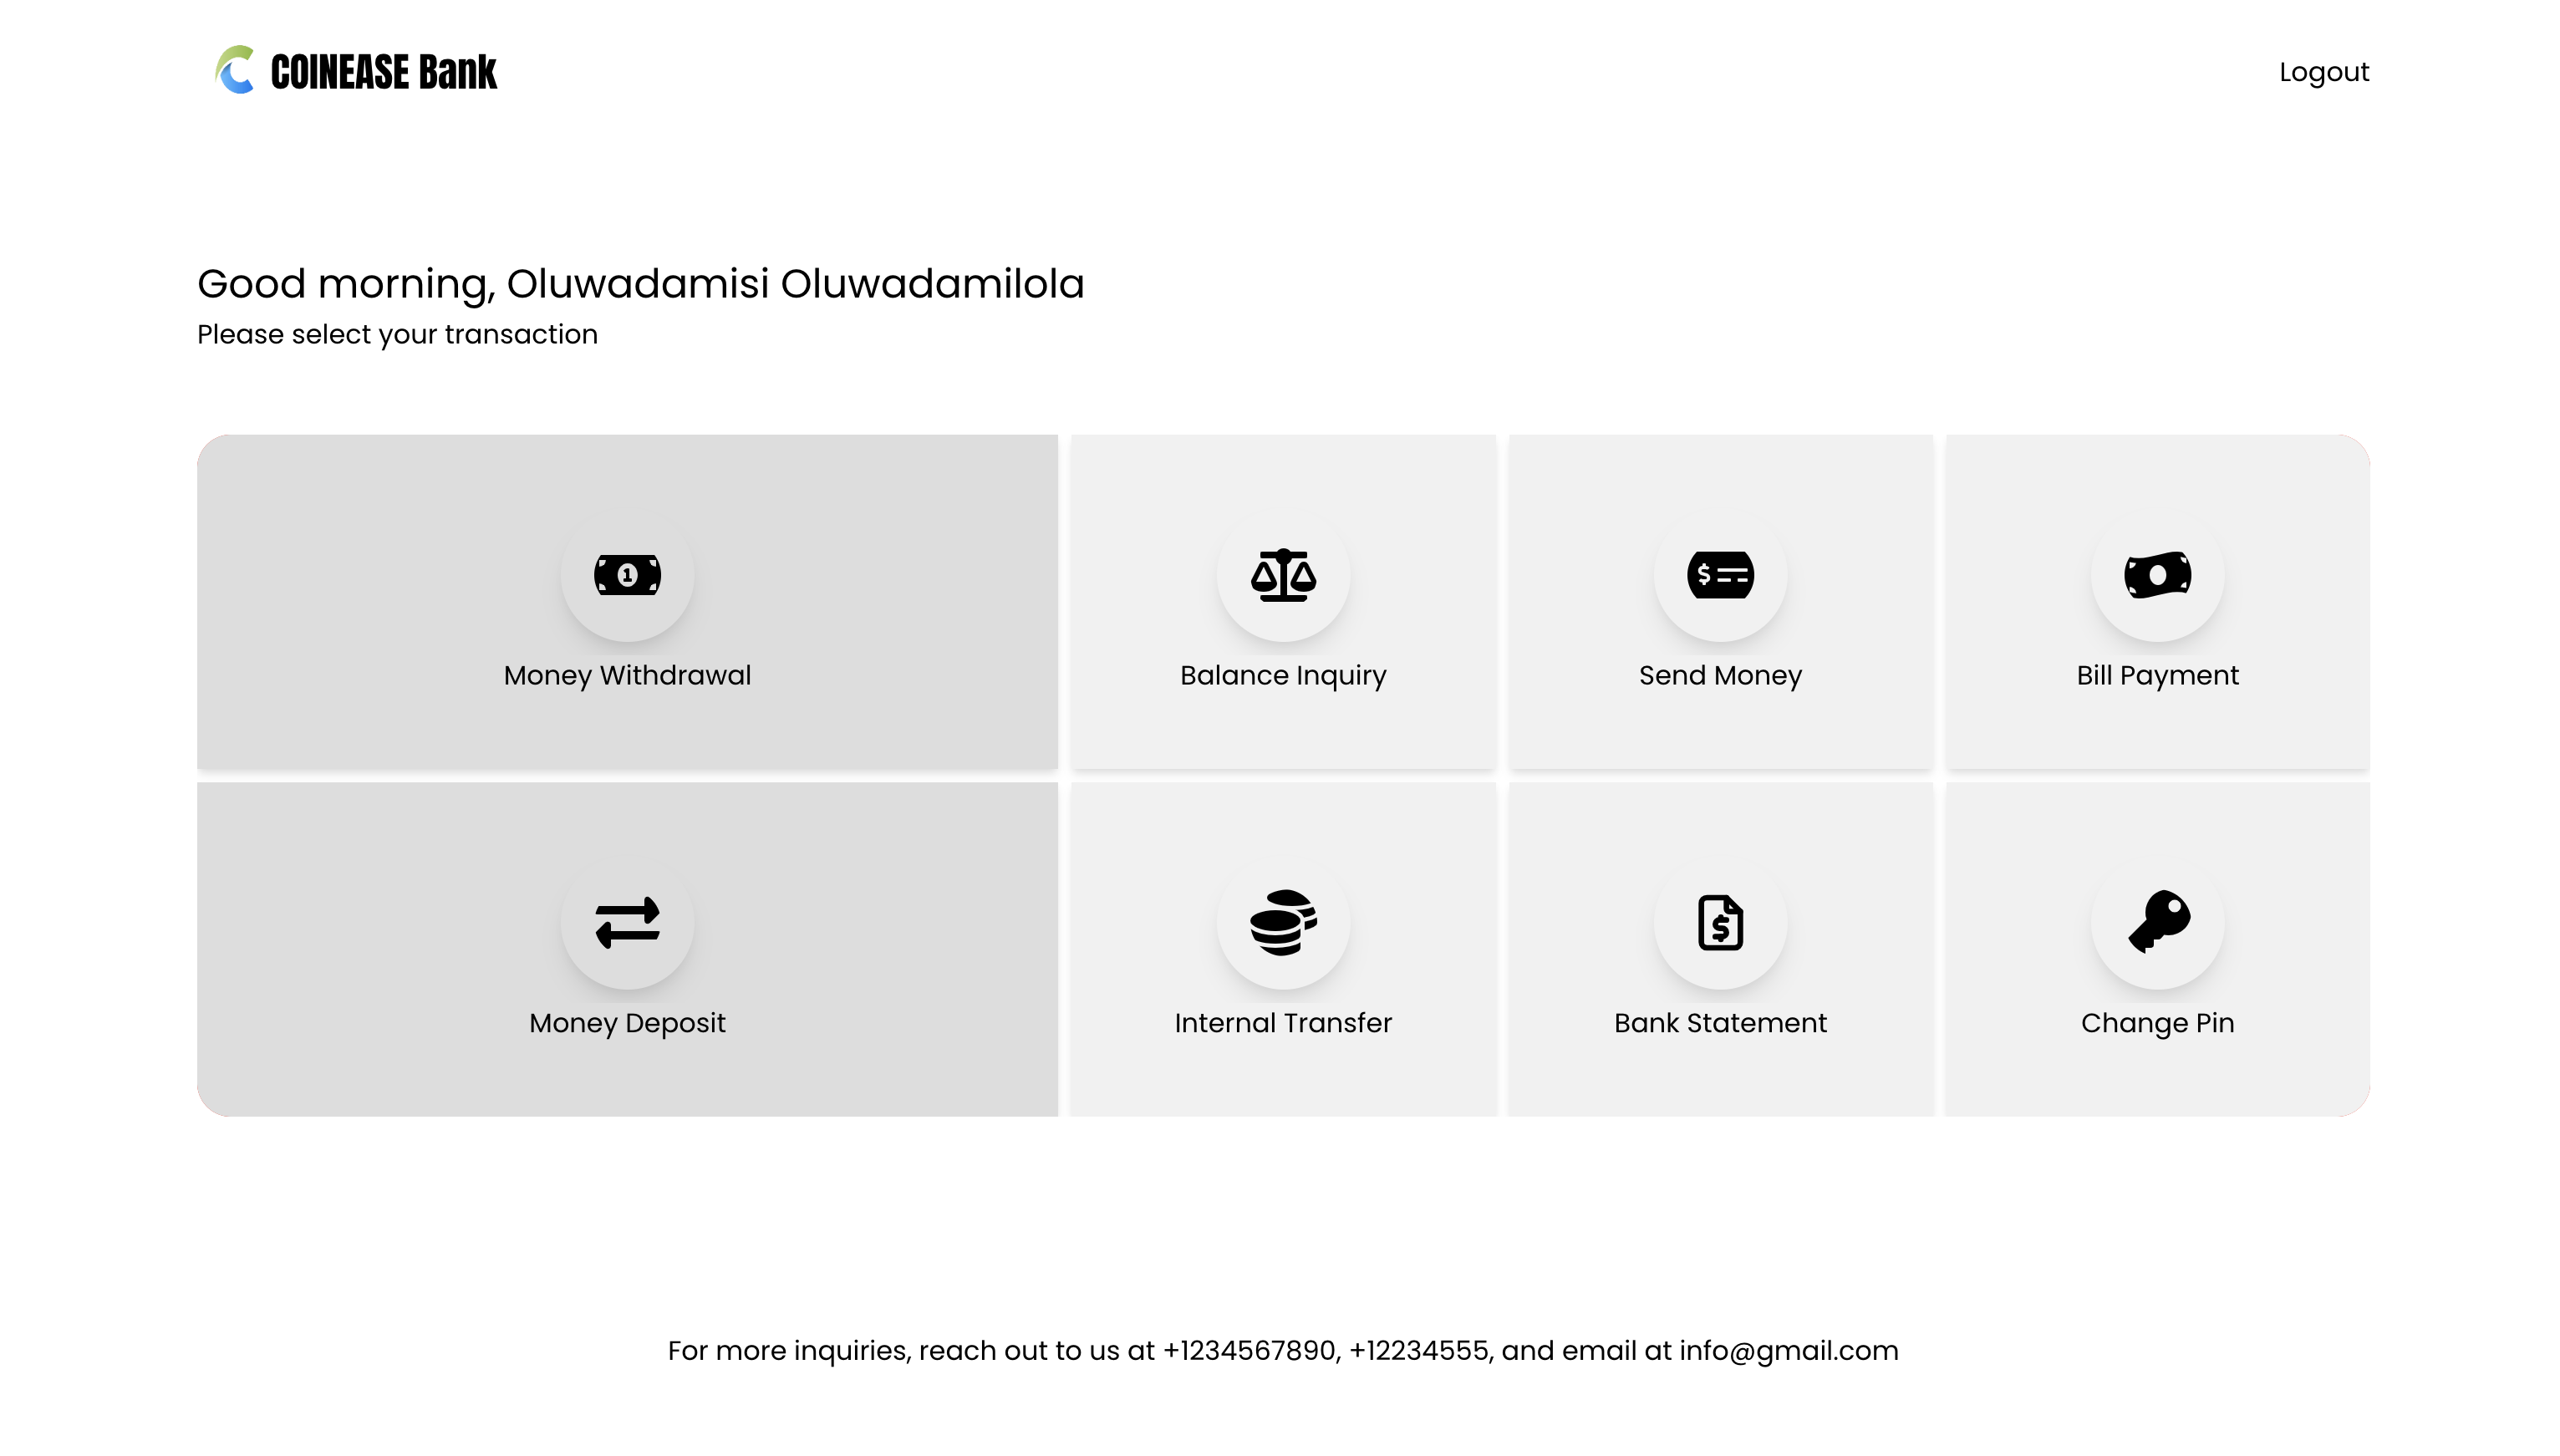 COINEASE Bank
Logout
Good morning, Oluwadamisi Oluwadamilola
Please select your transaction
1
Money Withdrawal
Balance Inquiry
$
Send Money
Bill Payment
Money Deposit
Internal Transfer
$
Bank Statement
Change Pin
For more inquiries, reach out to us at +1234567890, +12234555, and email at info@gmail.com